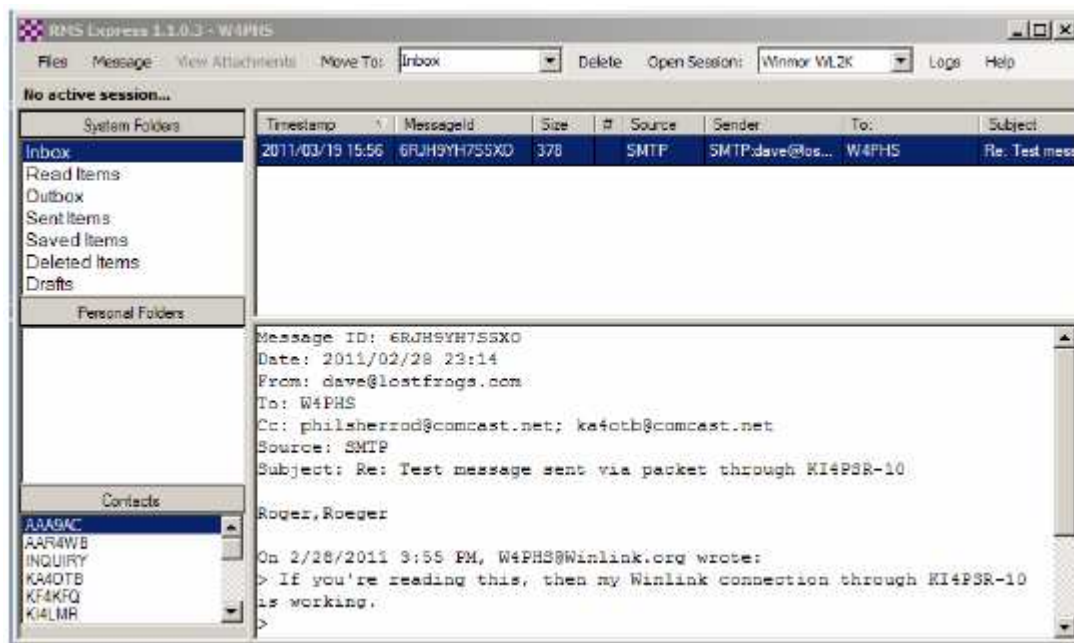 RMS Express 1.1.0.3 - W4PHS
Files Message View Attachments Move To: Inbox Delete Open Session: Winmor WL2K Logs Help
No active session...
System Folders
Inbox
Read Items
Outbox
Sent Items
Saved Items
Deleted Items
Drafts
Personal Folders
Contacts
AAA9AC
AAR4WB
INQUIRY
KA4OTB
KF4KFQ
KI4LMR
Timestamp MessageId Size # Source Sender To: Subject
2011/03/19 15:56 6RJH9YH7SSXO 378 SMTP SMTP:dave@los... W4PHS Re: Test mess
Message ID: 6RJH9YH7SSXO
Date: 2011/02/28 23:14
From: dave@lostfrogs.com
To: W4PHS
Cc: philsherrod@comcast.net; ka4otb@comcast.net
Source: SMTP
Subject: Re: Test message sent via packet through KI4PSR-10
Roger,Roeger
On 2/28/2011 3:55 PM, W4PHS@Winlink.org wrote:
> If you're reading this, then my Winlink connection through KI4PSR-10
is working.
>